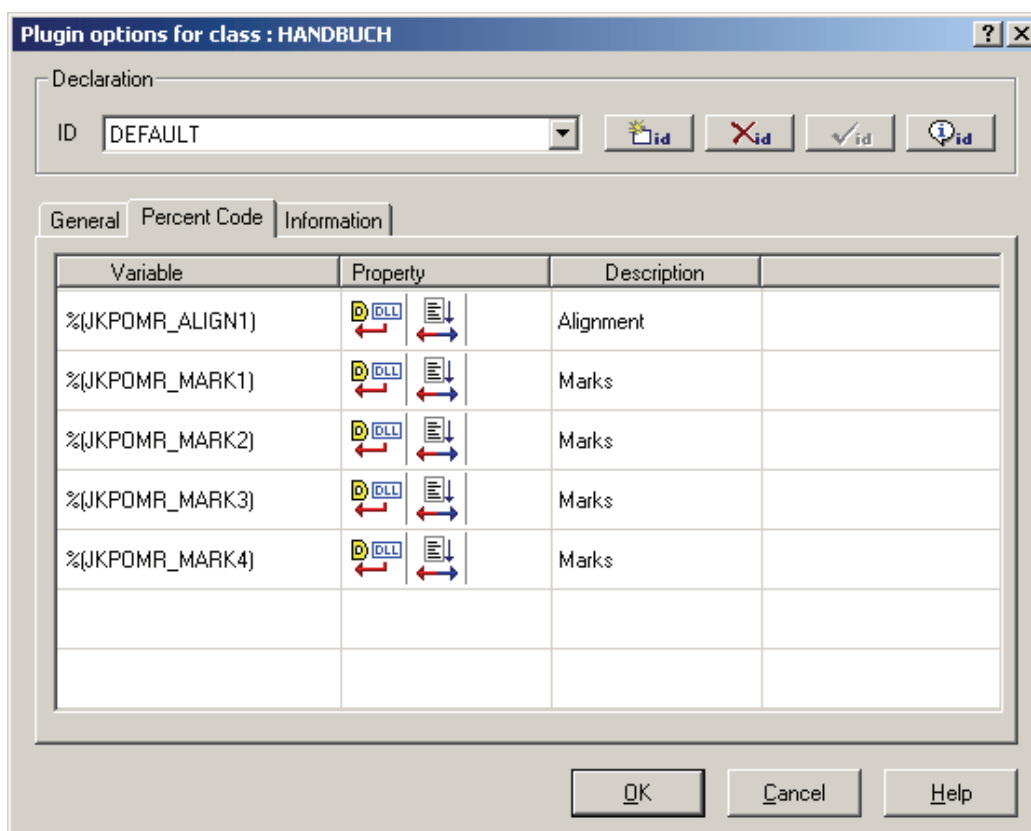 Plugin options for class : HANDBUCH
Declaration
ID DEFAULT id id id id
General Percent Code Information
Variable Property Description
%(JKPOMR_ALIGN1) D DLL Alignment
%(JKPOMR_MARK1) D DLL Marks
%(JKPOMR_MARK2) D DLL Marks
%(JKPOMR_MARK3) D DLL Marks
%(JKPOMR_MARK4) D DLL Marks
OK Cancel Help